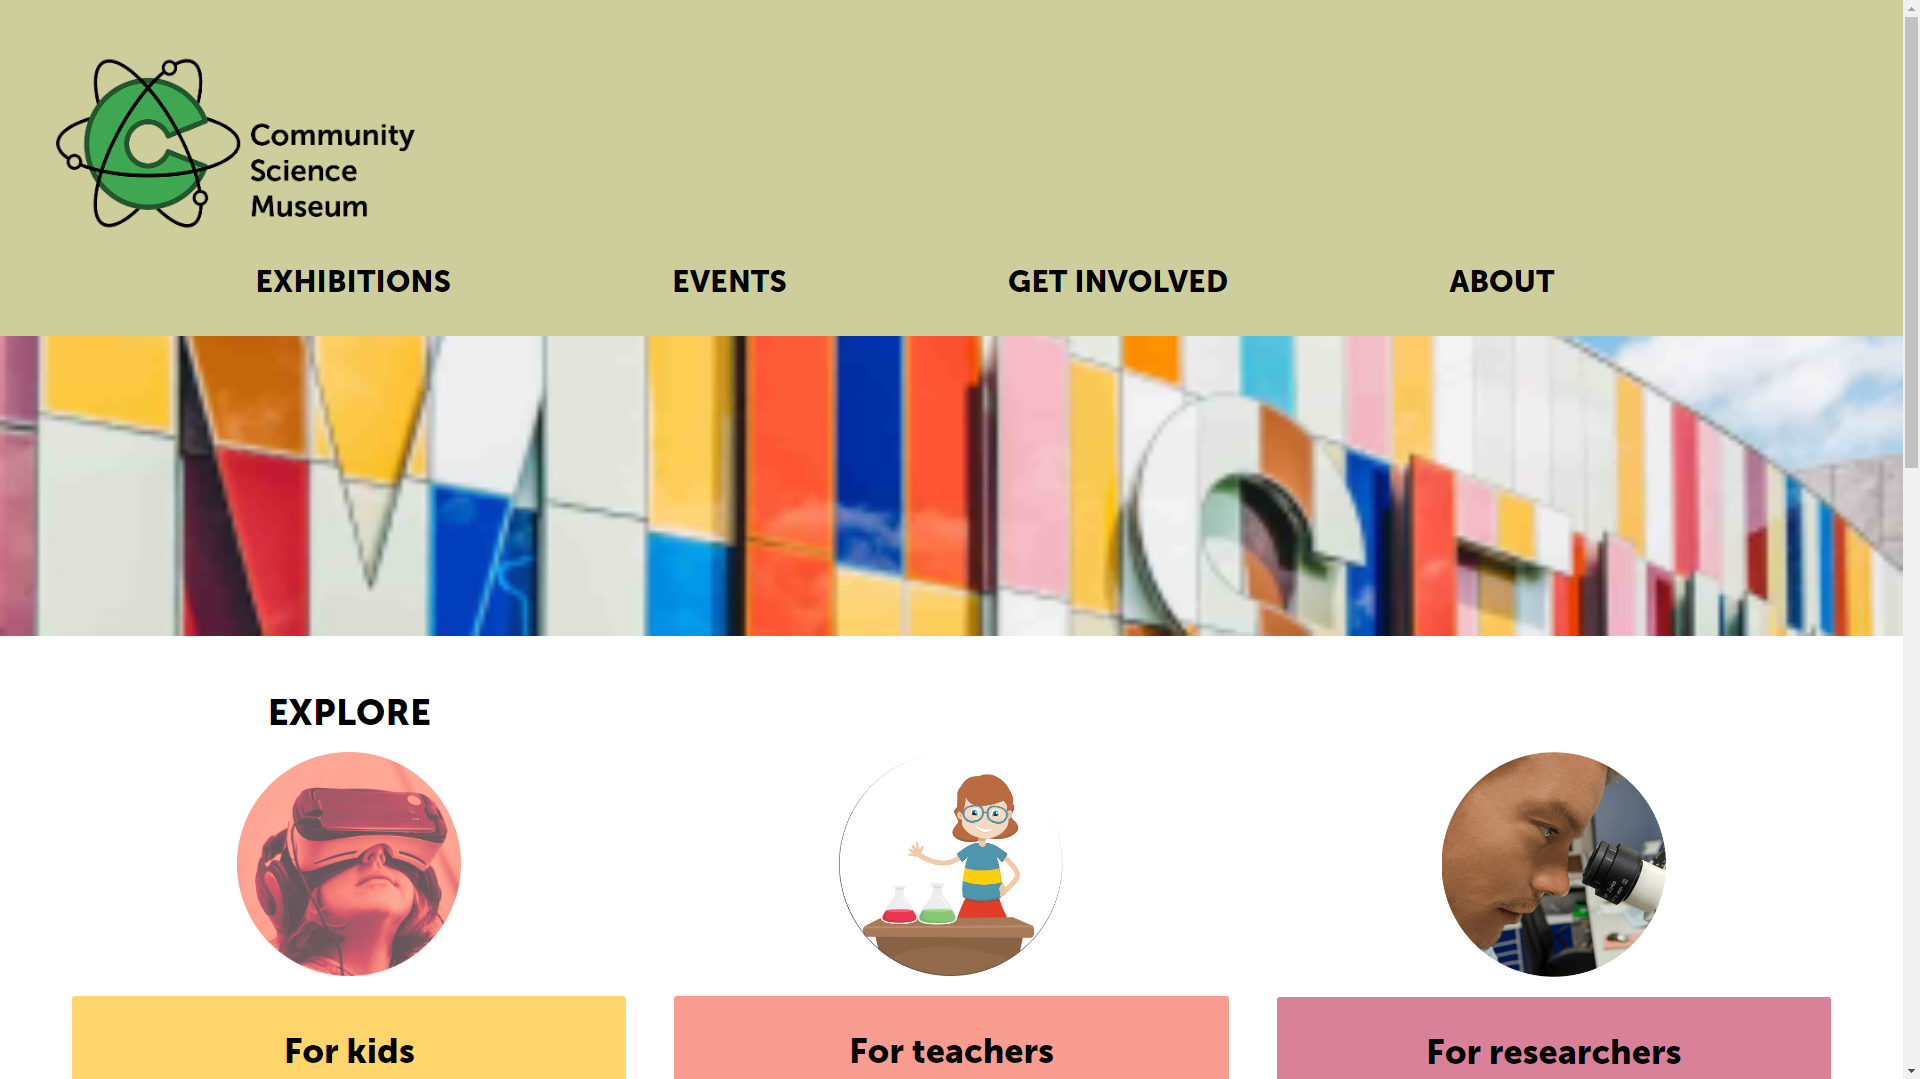 Community
Science
Museum
EXHIBITIONS
EVENTS
GET INVOLVED
ABOUT
EXPLORE
For kids
For teachers
For researchers